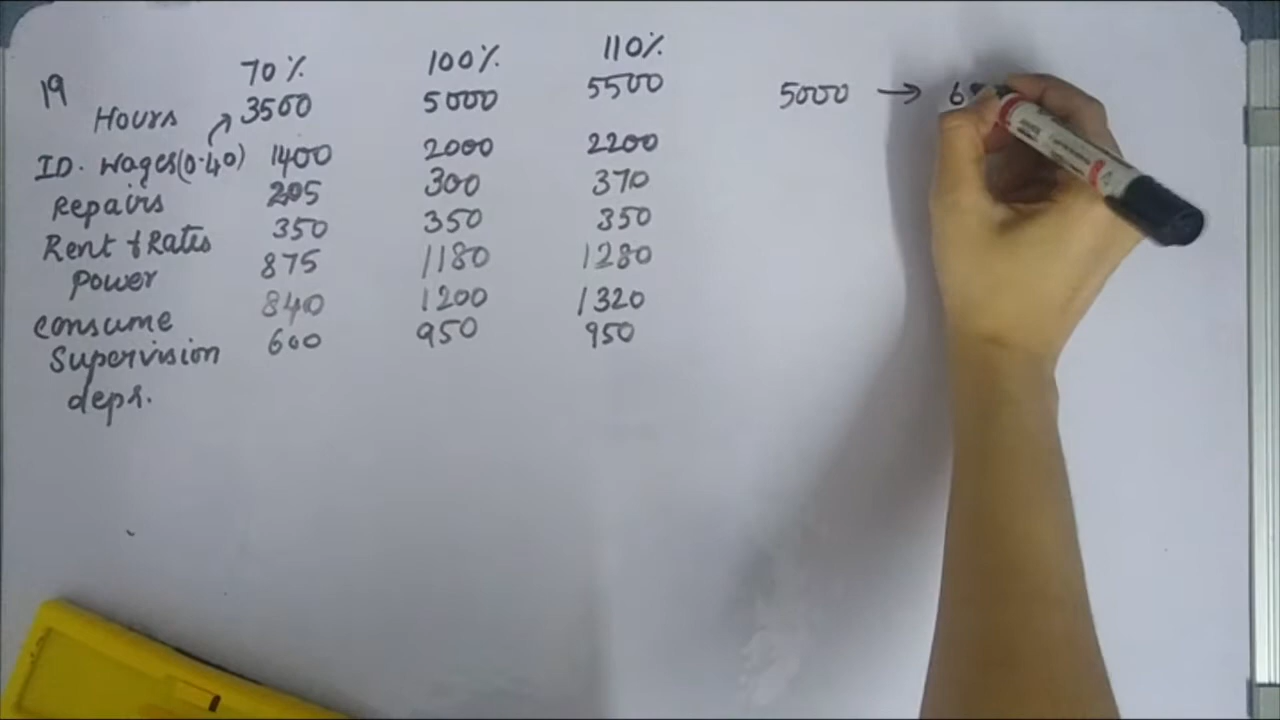 70% 100% 110%
19
Hours 3500 5000 5500 5000 → 6
ID. Wages(0.40) 1400 2000 2200
Repairs 205 300 370
Rent & Rates 350 350 350
Power 875 1180 1280
Consume 840 1200 1320
Supervision 600 950 950
depr.